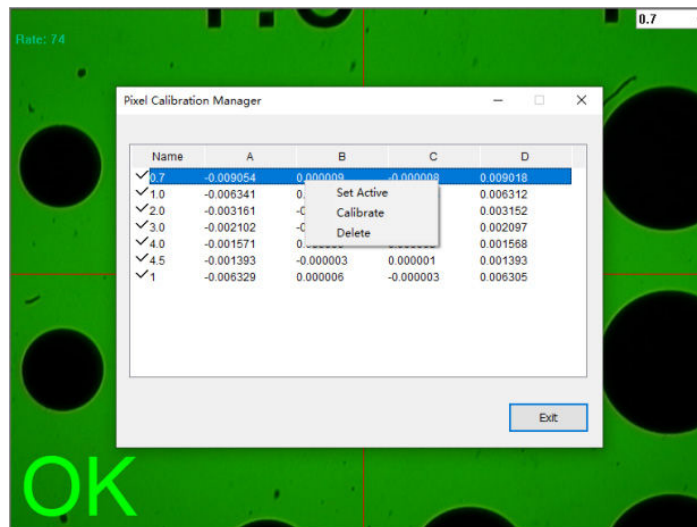 0.7
Rate: 74
Pixel Calibration Manager
Name A B C D
0.7 -0.009054 0.000009 -0.000008 0.009018
1.0 -0.006341 0.006312
Set Active
2.0 -0.003161 0.003152
Calibrate
3.0 -0.002102 0.002097
Delete
4.0 -0.001571 0.001568
4.5 -0.001393 -0.000003 0.000001 0.001393
1 -0.006329 0.000006 -0.000003 0.006305
Exit
OK